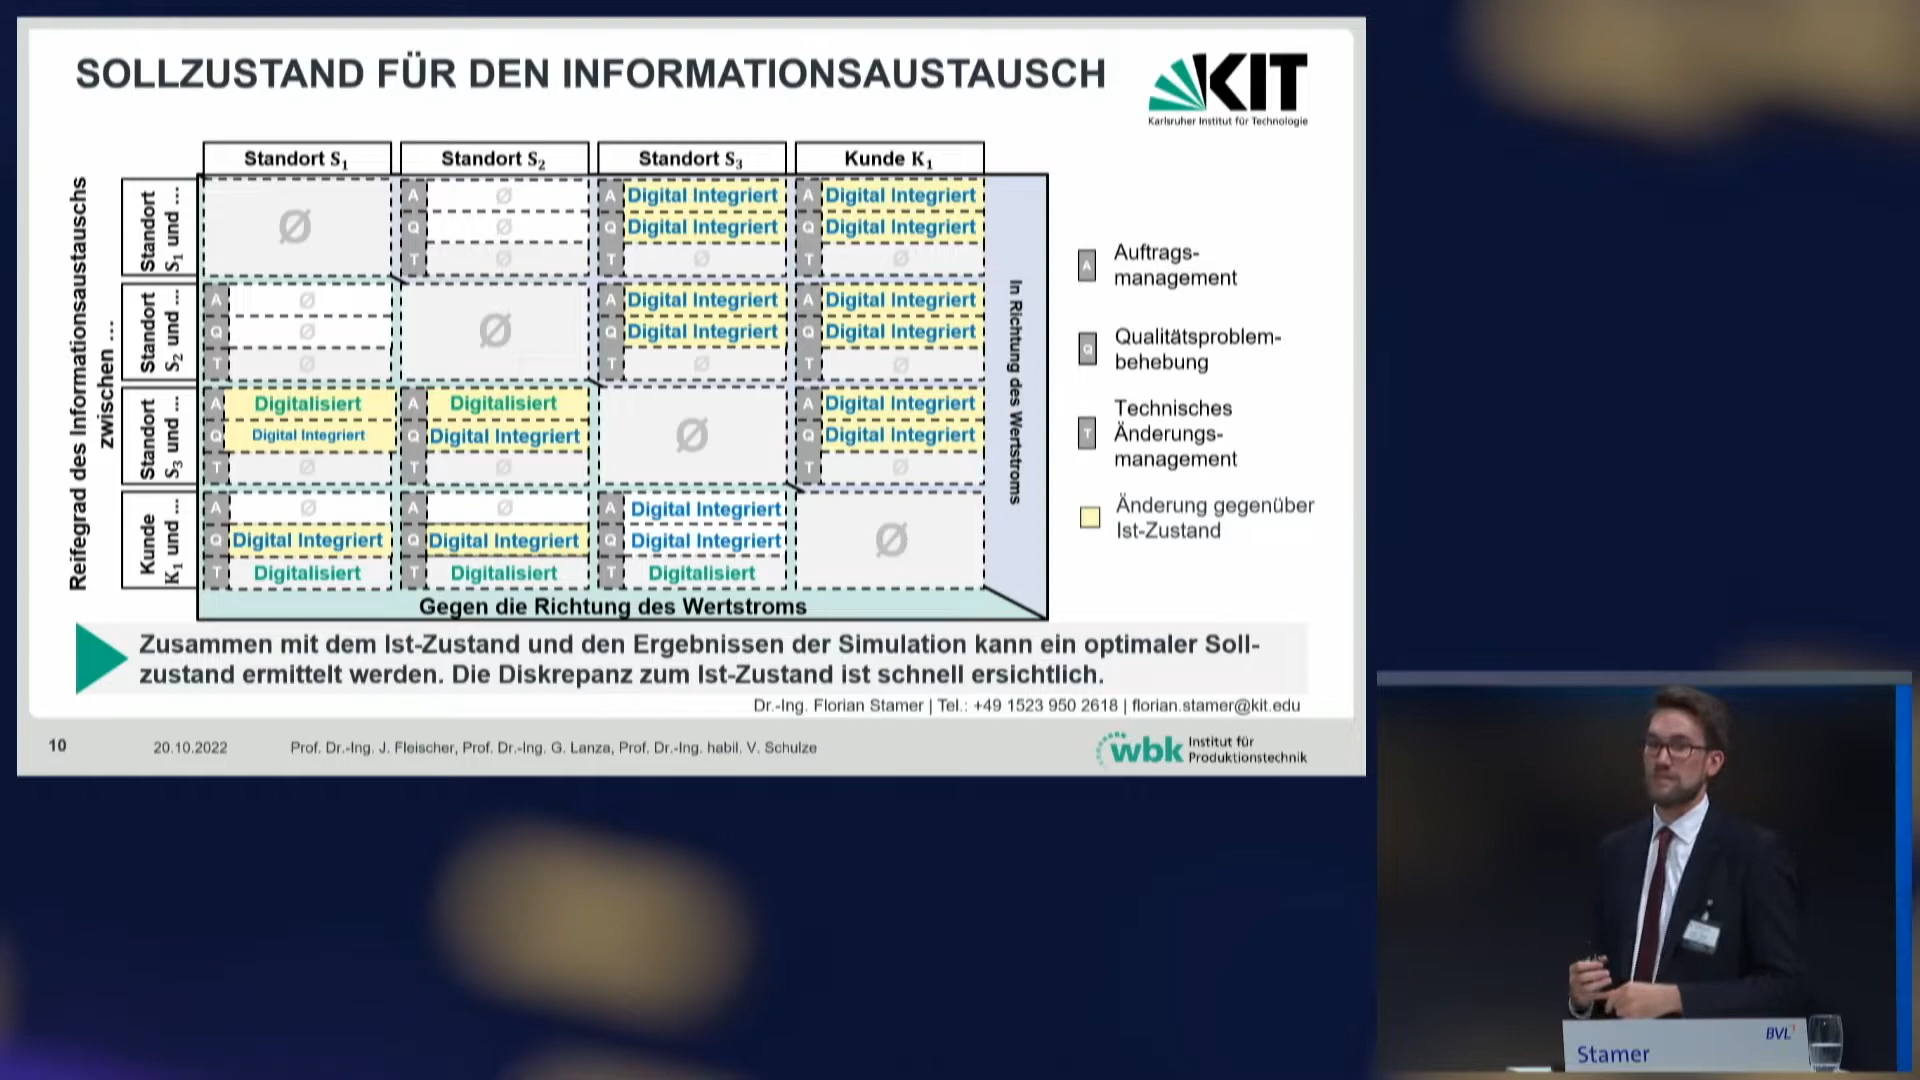 SOLLZUSTAND FÜR DEN INFORMATIONSAUSTAUSCH
KIT
Karlsruher Institut für Technologie
Standort S₁
Standort S₂
Standort S₃
Kunde K₁
Reifegrad des Informationsaustauschs
zwischen ...
Standort
S₁ und ...
Ø
A Ø
Q Ø
T Ø
A Digital Integriert
Q Digital Integriert
T Ø
A Digital Integriert
Q Digital Integriert
T Ø
Standort
S₂ und ...
A Ø
Q Ø
T Ø
Ø
A Digital Integriert
Q Digital Integriert
T Ø
A Digital Integriert
Q Digital Integriert
T Ø
Standort
S₃ und ...
A Digitalisiert
Q Digital Integriert
T Ø
A Digitalisiert
Q Digital Integriert
T Ø
Ø
A Digital Integriert
Q Digital Integriert
T Ø
Kunde
K₁ und ...
A Ø
Q Digital Integriert
T Digitalisiert
A Ø
Q Digital Integriert
T Digitalisiert
A Digital Integriert
Q Digital Integriert
T Digitalisiert
Ø
In Richtung des Wertstroms
Gegen die Richtung des Wertstroms
A Auftrags-
management
Q Qualitätsproblem-
behebung
T Technisches
Änderungs-
management
Änderung gegenüber
Ist-Zustand
Zusammen mit dem Ist-Zustand und den Ergebnissen der Simulation kann ein optimaler Soll-
zustand ermittelt werden. Die Diskrepanz zum Ist-Zustand ist schnell ersichtlich.
Dr.-Ing. Florian Stamer | Tel.: +49 1523 950 2618 | florian.stamer@kit.edu
10
20.10.2022
Prof. Dr.-Ing. J. Fleischer, Prof. Dr.-Ing. G. Lanza, Prof. Dr.-Ing. habil. V. Schulze
wbk Institut für
Produktionstechnik
BVL
Stamer